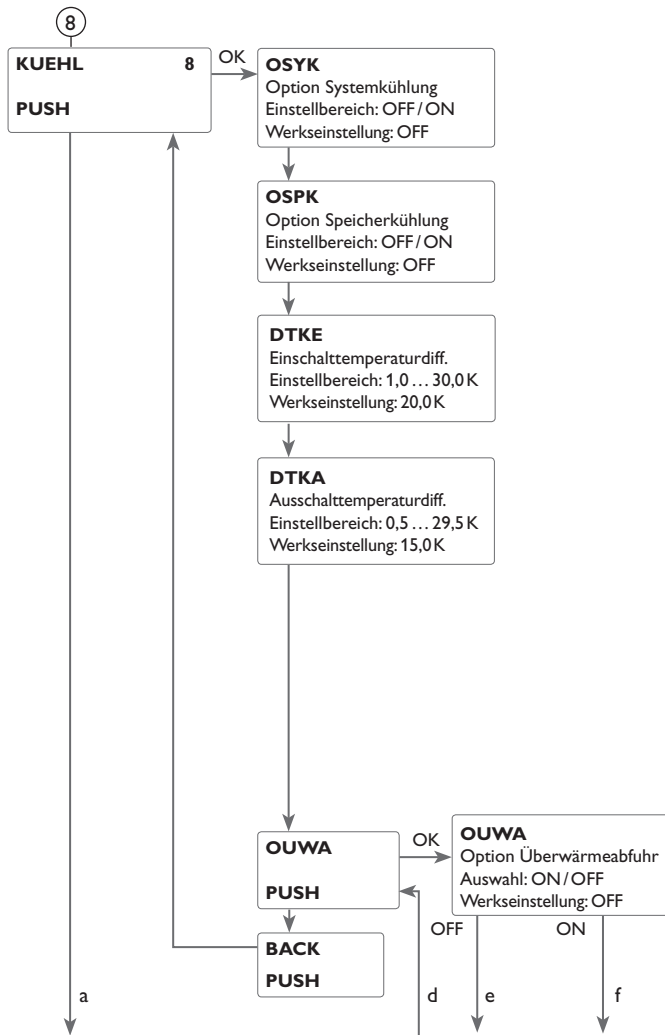 8
KUEHL 8
PUSH
OK
OSYK
Option Systemkühlung
Einstellbereich: OFF / ON
Werkseinstellung: OFF
OSPK
Option Speicherkühlung
Einstellbereich: OFF / ON
Werkseinstellung: OFF
DTKE
Einschalttemperaturdiff.
Einstellbereich: 1,0 … 30,0 K
Werkseinstellung: 20,0 K
DTKA
Ausschalttemperaturdiff.
Einstellbereich: 0,5 … 29,5 K
Werkseinstellung: 15,0 K
OUWA
PUSH
OK
OUWA
Option Überwärmeabfuhr
Auswahl: ON / OFF
Werkseinstellung: OFF
BACK
PUSH
OFF ON
a d e f